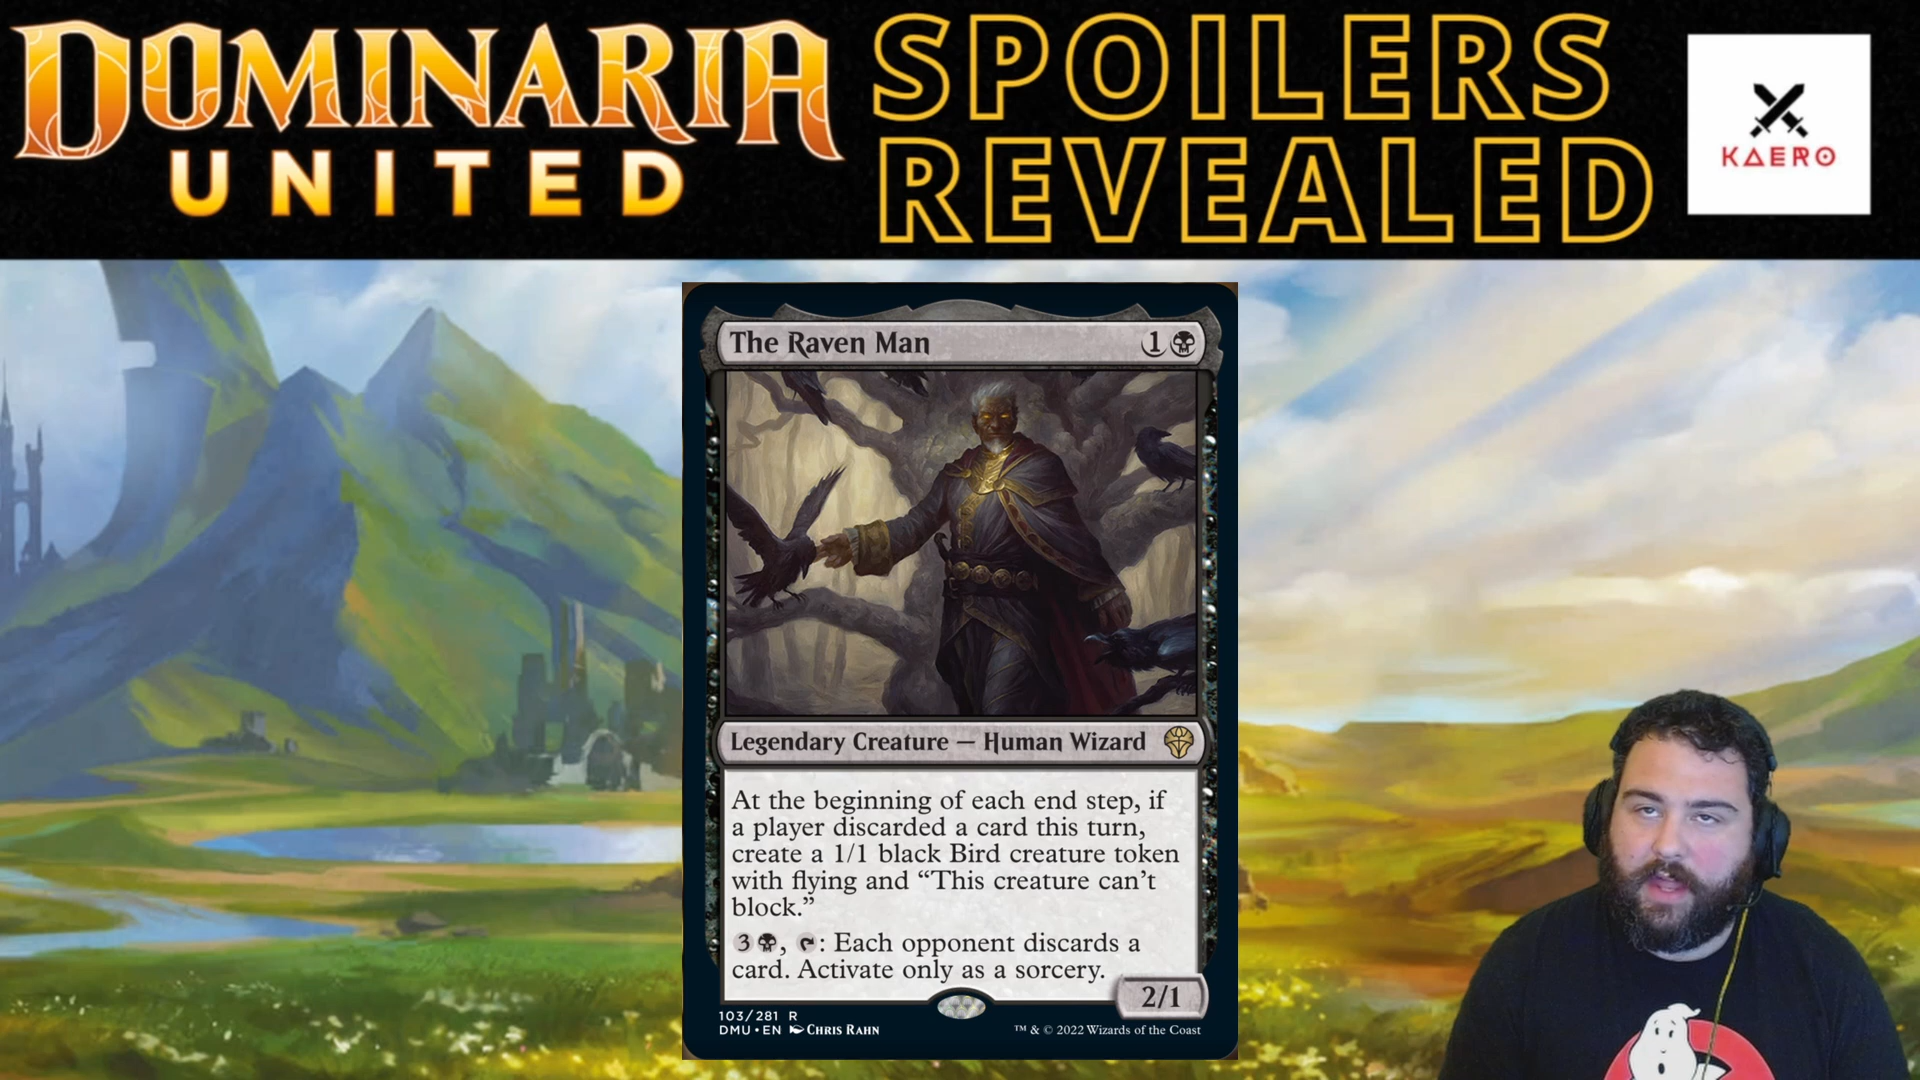 DOMINARIA
UNITED
SPOILERS
REVEALED
KAERO
The Raven Man 1
Legendary Creature — Human Wizard
At the beginning of each end step, if
a player discarded a card this turn,
create a 1/1 black Bird creature token
with flying and “This creature can’t
block.”
3, : Each opponent discards a
card. Activate only as a sorcery.
2/1
103/281 R
DMU • EN Chris Rahn
™ & © 2022 Wizards of the Coast